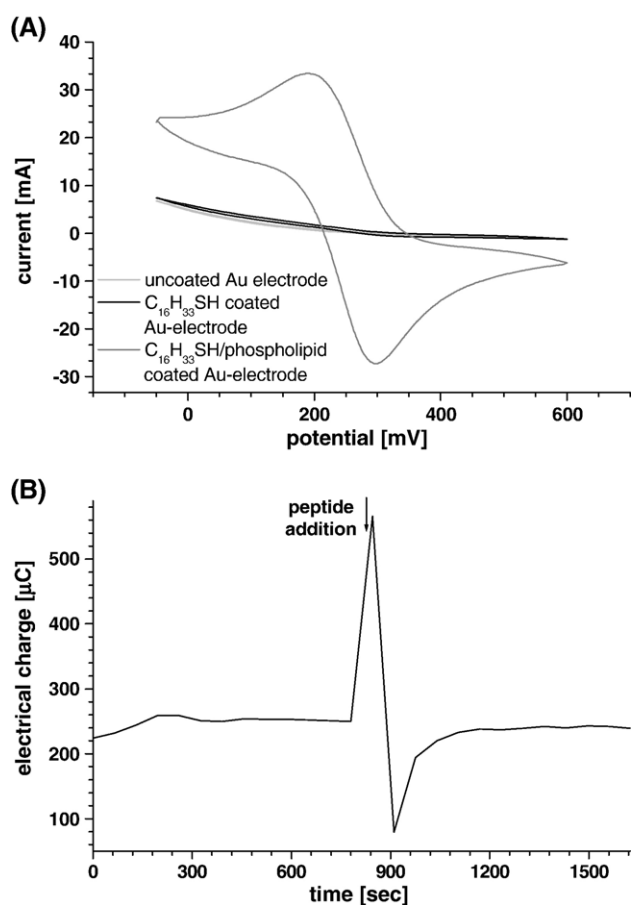 (A)
40
30
20
10
0
-10
-20
-30
current [mA]
uncoated Au electrode
C₁₆H₃₃SH coated
Au-electrode
C₁₆H₃₃SH/phospholipid
coated Au-electrode
0 200 400 600
potential [mV]
(B)
peptide
addition
500
400
300
200
100
electrical charge [µC]
0 300 600 900 1200 1500
time [sec]